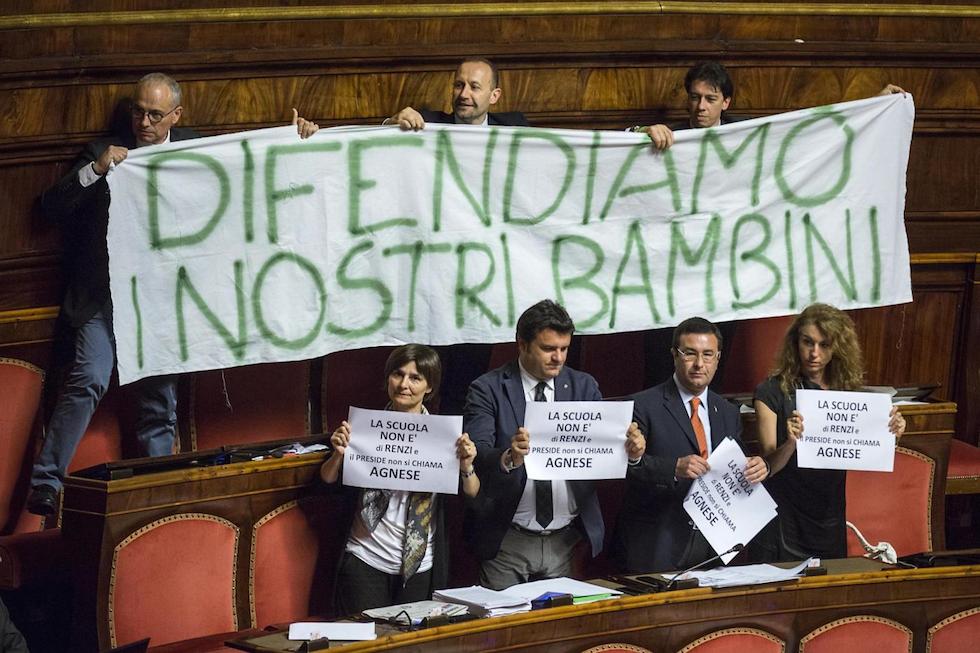 DIFENDIAMO
I NOSTRI BAMBINI
LA SCUOLA
NON E'
di RENZI e
il PRESIDE non si CHIAMA
AGNESE
LA SCUOLA
NON E'
di RENZI e
il PRESIDE non si CHIAMA
AGNESE
LA SCUOLA
NON E'
di RENZI e
PRESIDE non si CHIAMA
AGNESE
LA SCUOLA
NON E'
di RENZI e
il PRESIDE non si CHIAMA
AGNESE